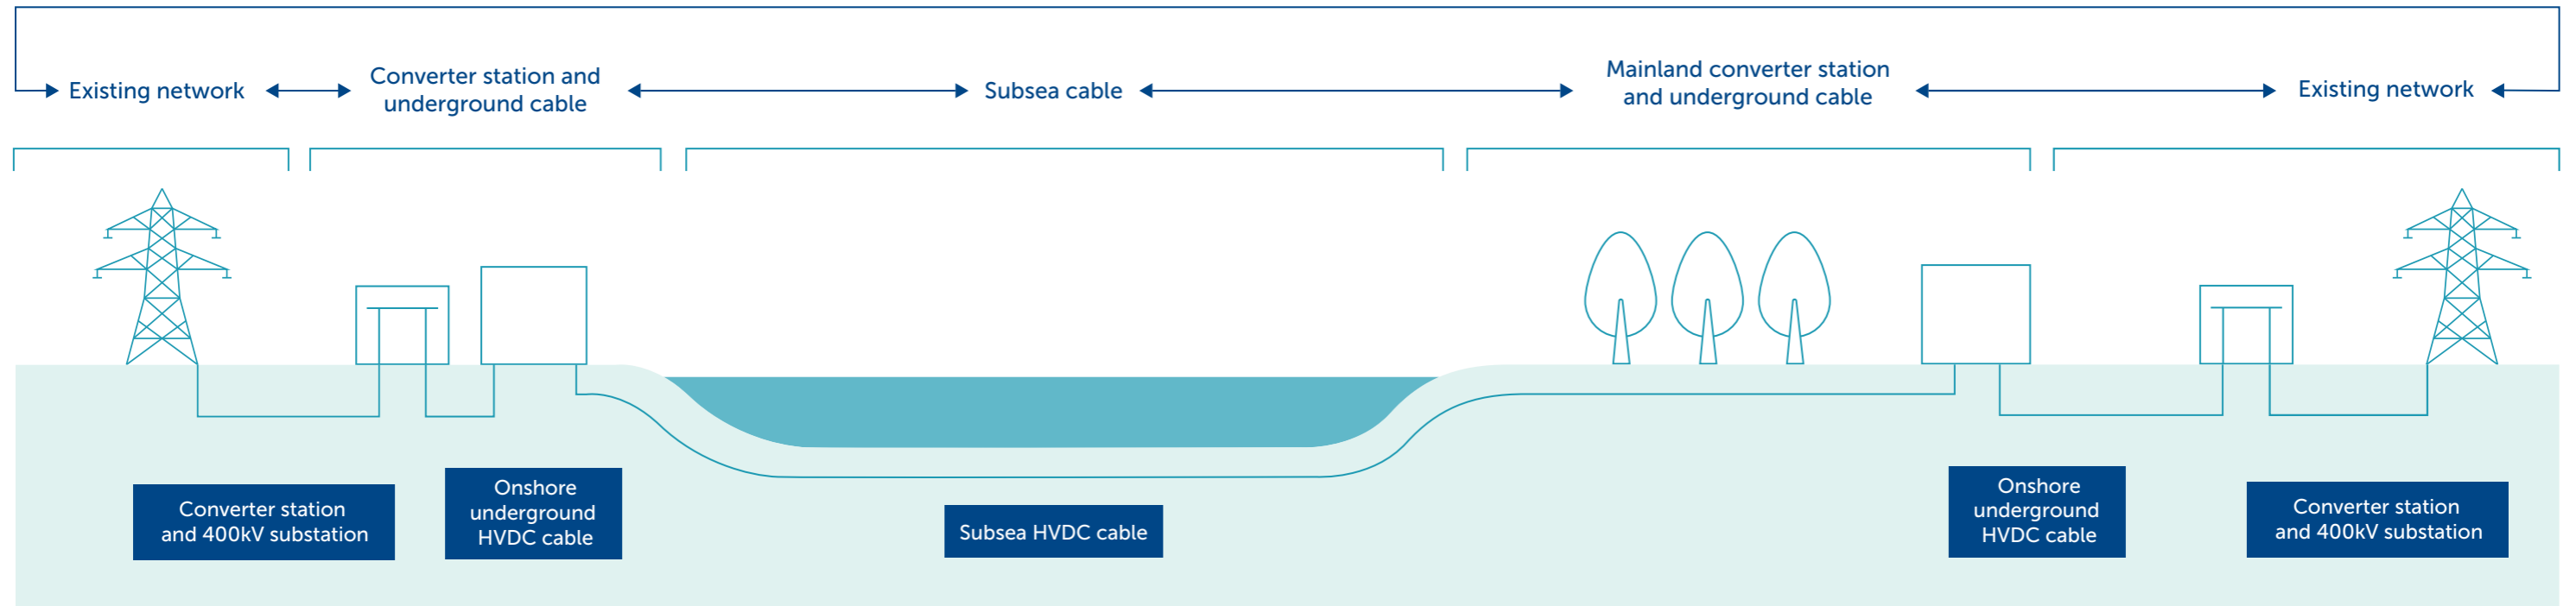 Existing network
Converter station and
underground cable
Subsea cable
Mainland converter station
and underground cable
Existing network
Converter station
and 400kV substation
Onshore
underground
HVDC cable
Subsea HVDC cable
Onshore
underground
HVDC cable
Converter station
and 400kV substation